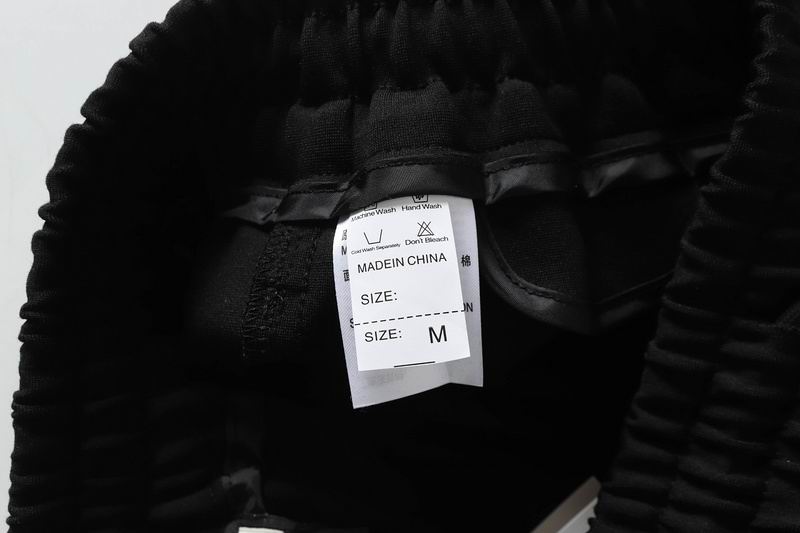 Machine Wash Hand Wash
Cold Wash Separately Don't Bleach
MADEIN CHINA
棉
SIZE:
SIZE: M